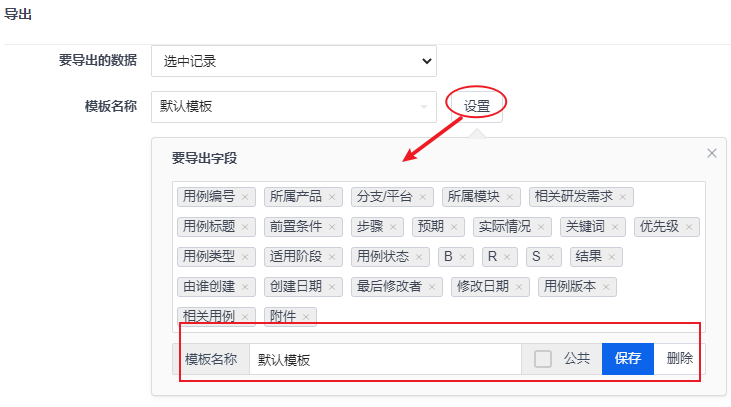 导出
要导出的数据 选中记录
模板名称 默认模板 设置
要导出字段 ×
用例编号 × 所属产品 × 分支/平台 × 所属模块 × 相关研发需求 ×
用例标题 × 前置条件 × 步骤 × 预期 × 实际情况 × 关键词 × 优先级 ×
用例类型 × 适用阶段 × 用例状态 × B × R × S × 结果 ×
由谁创建 × 创建日期 × 最后修改者 × 修改日期 × 用例版本 ×
相关用例 × 附件 ×
模板名称 默认模板 公共 保存 删除